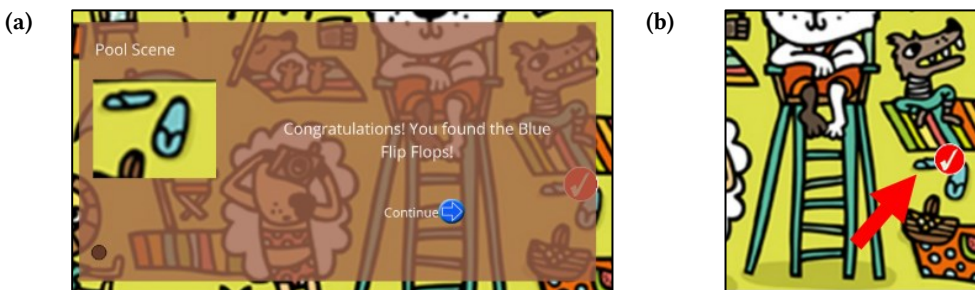 (a)
(b)
Pool Scene
Congratulations! You found the Blue
Flip Flops!
Continue